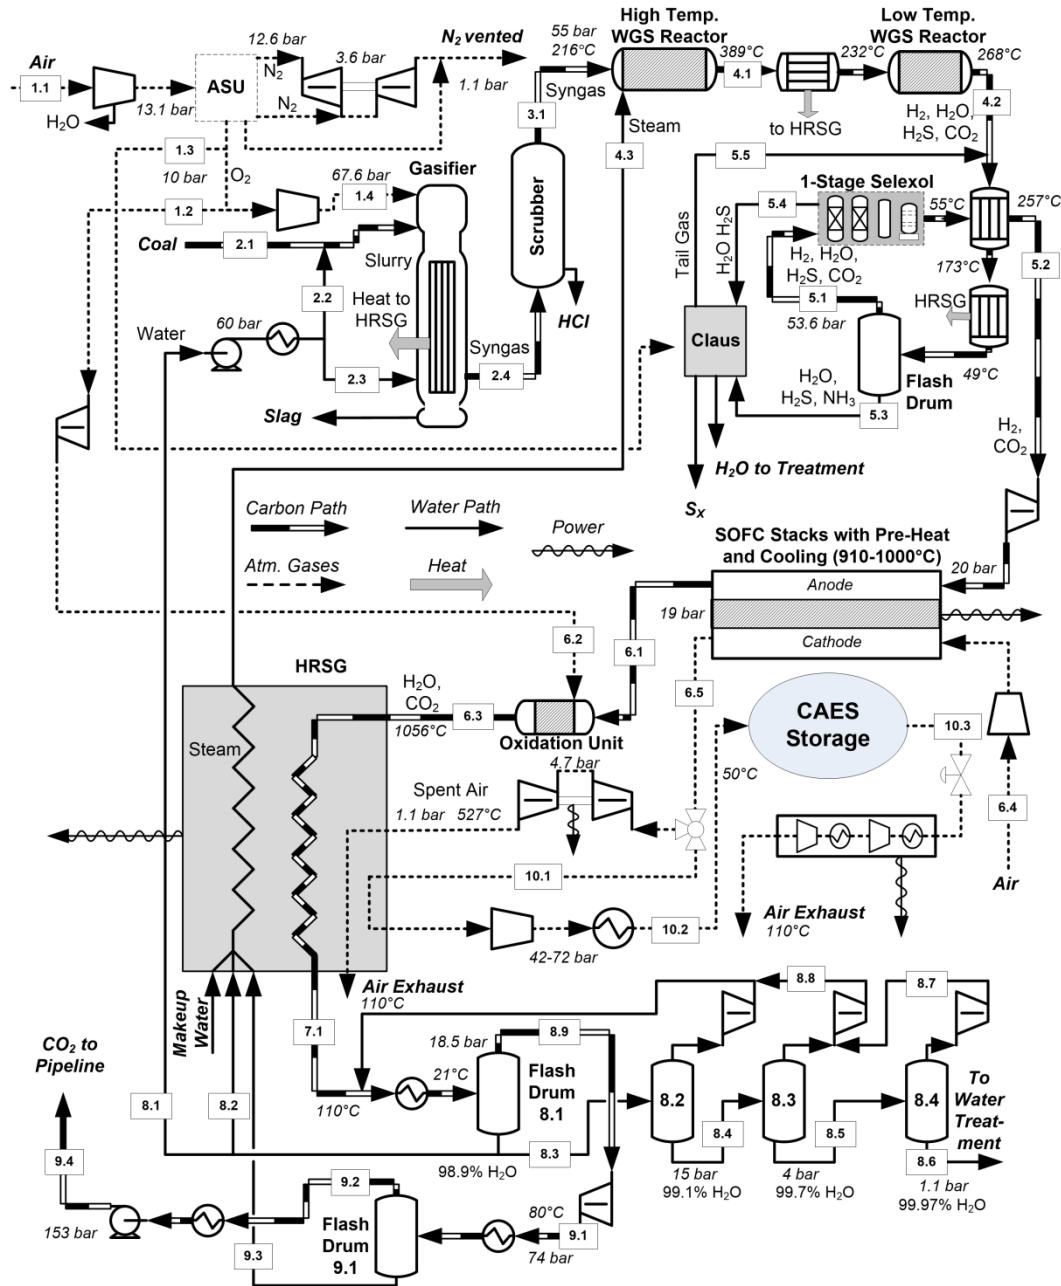 High Temp.
WGS Reactor
Low Temp.
WGS Reactor
Air
1.1
H₂O
13.1 bar
ASU
12.6 bar
N₂
N₂
3.6 bar
N₂ vented
1.1 bar
55 bar
216°C
Syngas
3.1
389°C
4.1
232°C
268°C
4.2
to HRSG
H₂, H₂O,
H₂S, CO₂
Steam
4.3
1.3
10 bar
O₂
1.2
67.6 bar
1.4
Gasifier
Coal
2.1
Slurry
2.2
Water
60 bar
Heat to
HRSG
2.3
Syngas
2.4
Slag
Scrubber
HCl
5.5
Tail Gas
5.4
H₂O H₂S
1-Stage Selexol
55°C
257°C
5.2
H₂, H₂O,
H₂S, CO₂
5.1
53.6 bar
173°C
HRSG
49°C
Claus
H₂O,
H₂S, NH₃
5.3
Flash
Drum
H₂O to Treatment
Sx
H₂,
CO₂
Carbon Path
Water Path
Power
Atm. Gases
Heat
SOFC Stacks with Pre-Heat
and Cooling (910-1000°C)
20 bar
Anode
19 bar
Cathode
6.2
6.1
6.5
HRSG
H₂O,
CO₂
6.3
1056°C
Oxidation Unit
Steam
4.7 bar
Spent Air
1.1 bar
527°C
CAES
Storage
50°C
10.3
6.4
Air
10.1
10.2
42-72 bar
Air Exhaust
110°C
Air Exhaust
110°C
Makeup
Water
7.1
110°C
21°C
18.5 bar
8.9
Flash
Drum
8.1
8.8
8.7
8.2
8.3
8.4
8.4
8.5
8.6
To
Water
Treat-
ment
15 bar
99.1% H₂O
4 bar
99.7% H₂O
1.1 bar
99.97% H₂O
CO₂ to
Pipeline
8.1
8.2
8.3
98.9% H₂O
9.4
9.2
153 bar
9.3
Flash
Drum
9.1
80°C
9.1
74 bar